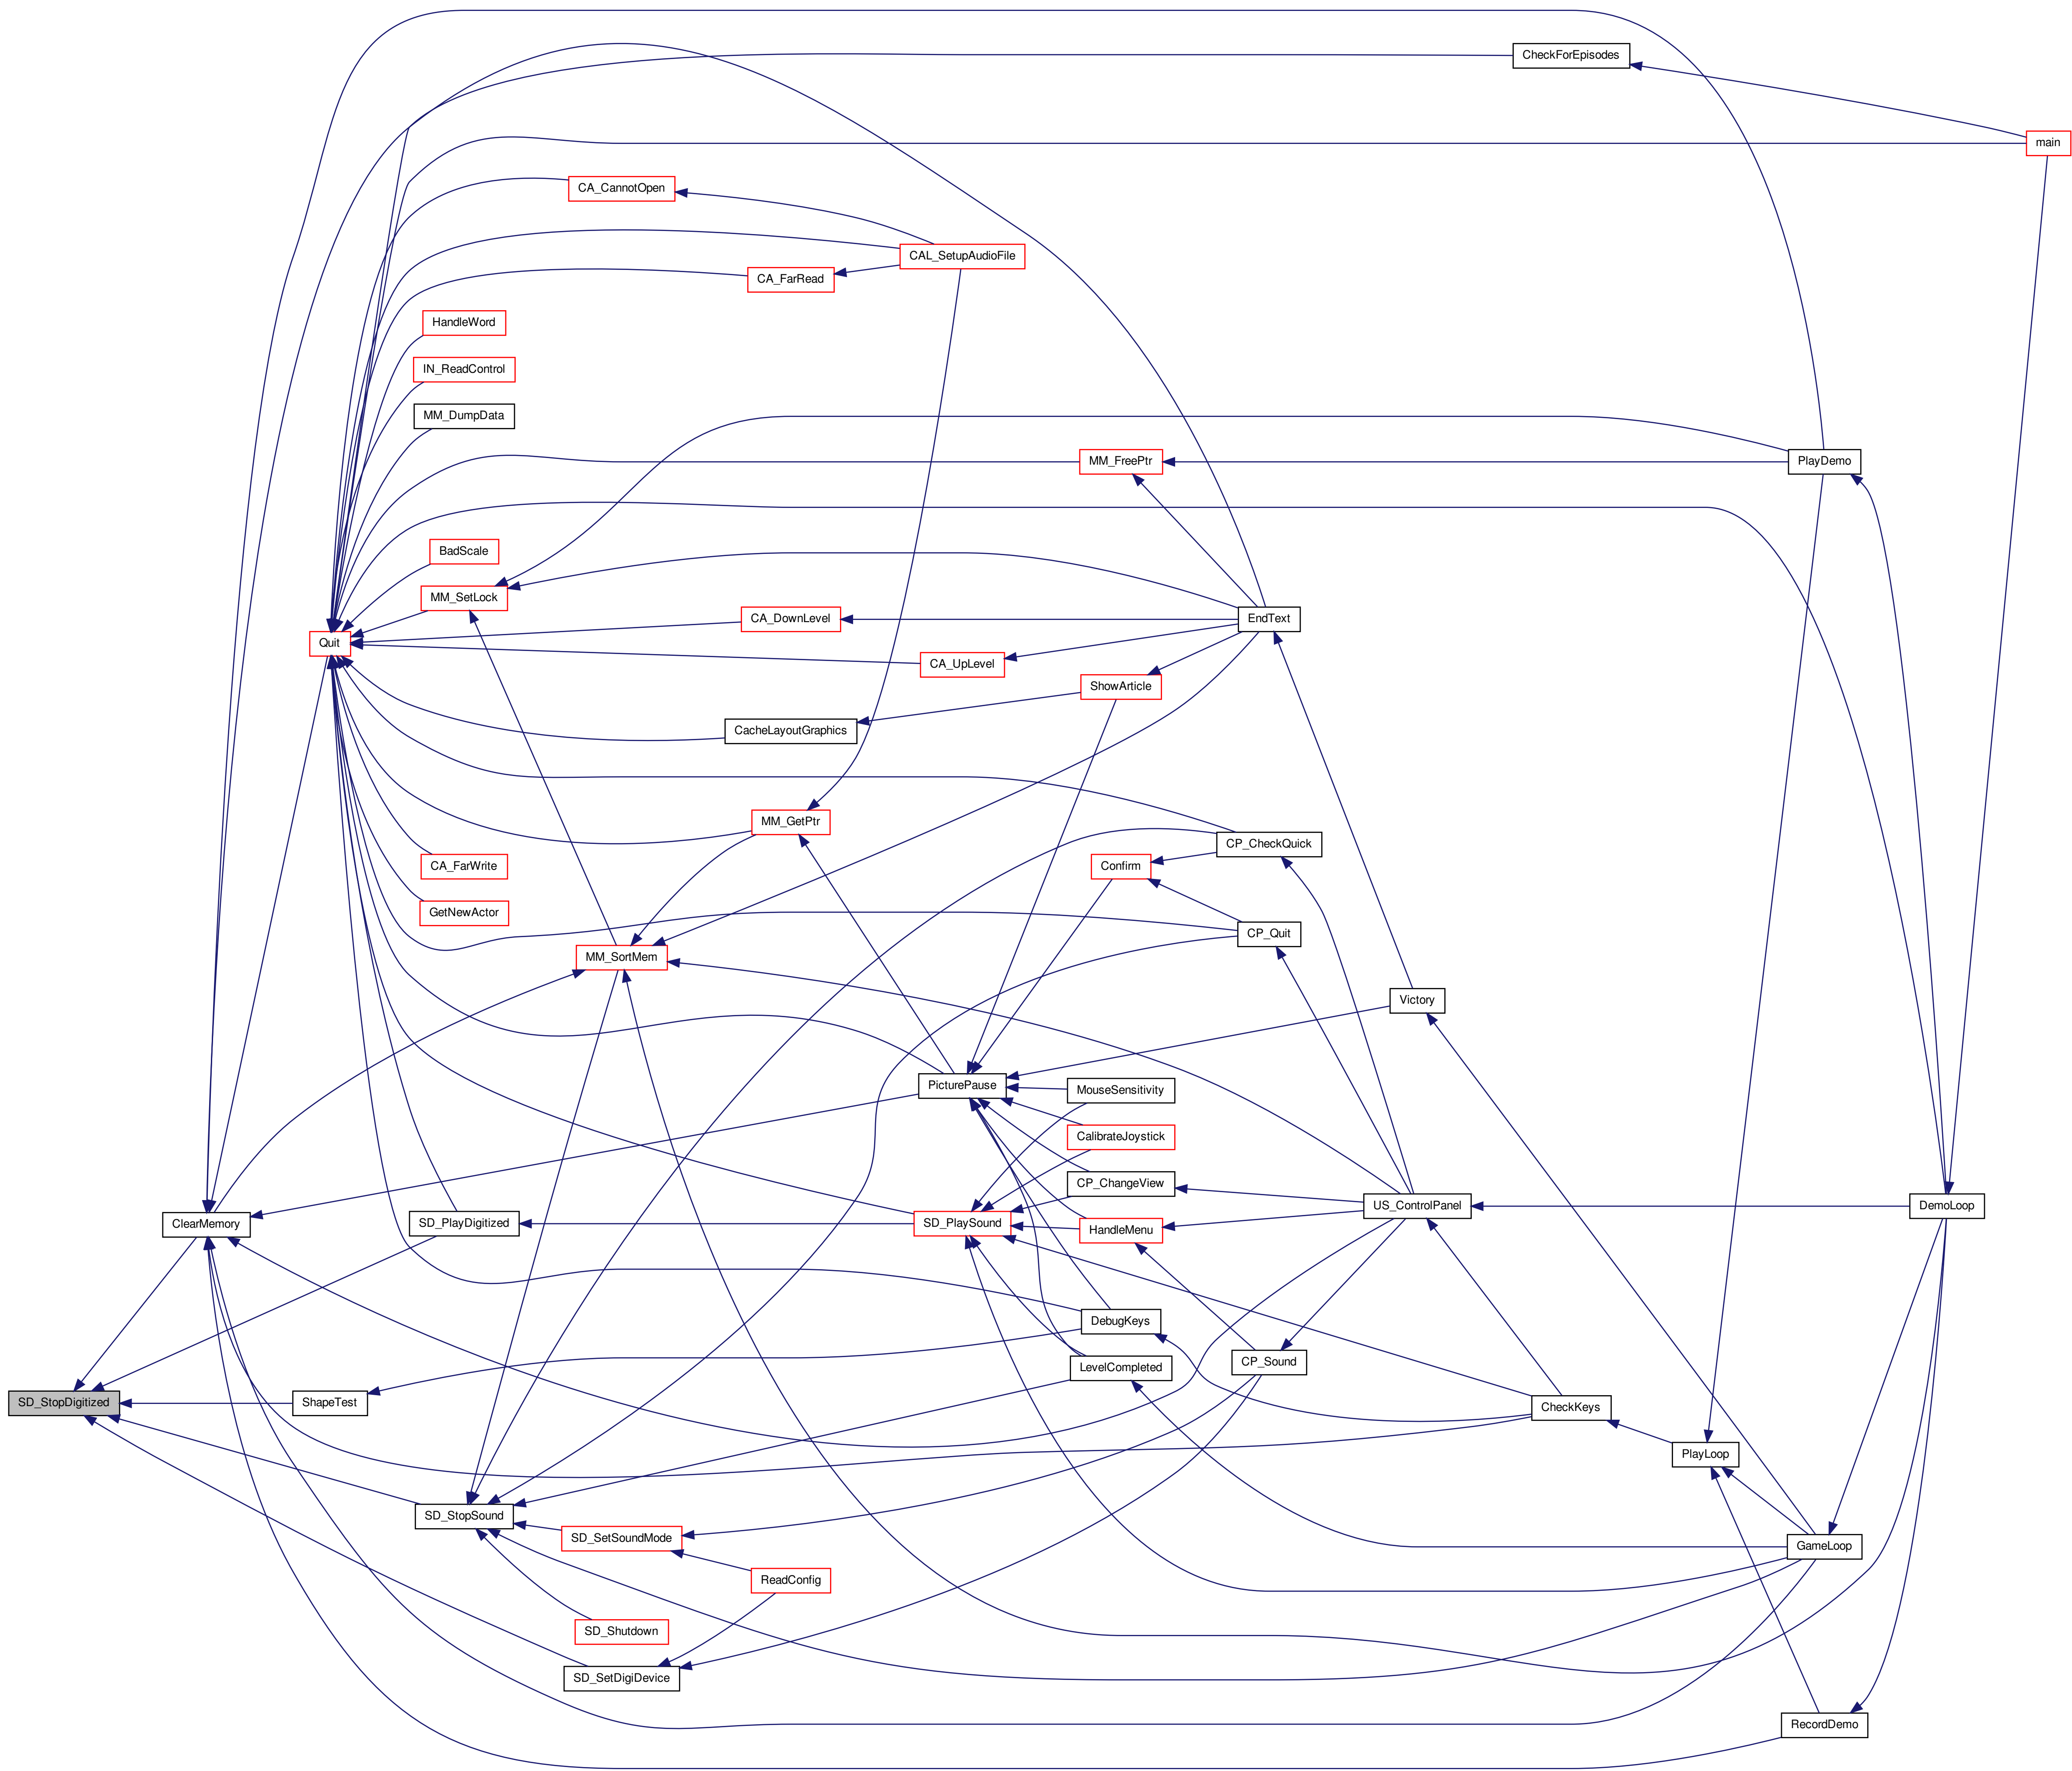 CheckForEpisodes
main
CA_CannotOpen
CAL_SetupAudioFile
CA_FarRead
HandleWord
IN_ReadControl
MM_DumpData
MM_FreePtr
PlayDemo
BadScale
MM_SetLock
CA_DownLevel
EndText
Quit
CA_UpLevel
ShowArticle
CacheLayoutGraphics
MM_GetPtr
CP_CheckQuick
CA_FarWrite
Confirm
GetNewActor
CP_Quit
MM_SortMem
Victory
PicturePause
MouseSensitivity
CalibrateJoystick
CP_ChangeView
US_ControlPanel
DemoLoop
ClearMemory
SD_PlayDigitized
SD_PlaySound
HandleMenu
DebugKeys
CP_Sound
LevelCompleted
SD_StopDigitized
ShapeTest
CheckKeys
PlayLoop
SD_StopSound
SD_SetSoundMode
GameLoop
ReadConfig
SD_Shutdown
SD_SetDigiDevice
RecordDemo